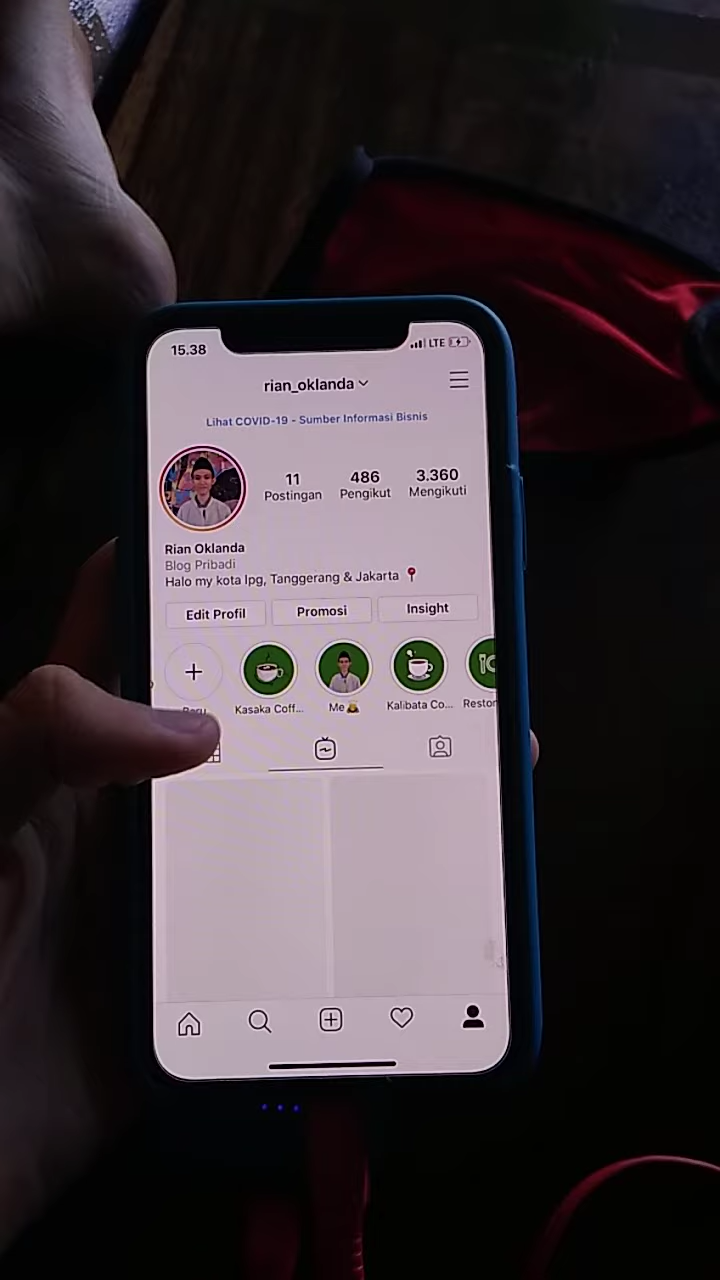 15.38
LTE
rian_oklanda
Lihat COVID-19 - Sumber Informasi Bisnis
11
486
3.360
Postingan
Pengikut
Mengikuti
Rian Oklanda
Blog Pribadi
Halo my kota lpg, Tanggerang & Jakarta
Edit Profil
Promosi
Insight
Kasaka Coff...
Me
Kalibata Co...
Restor